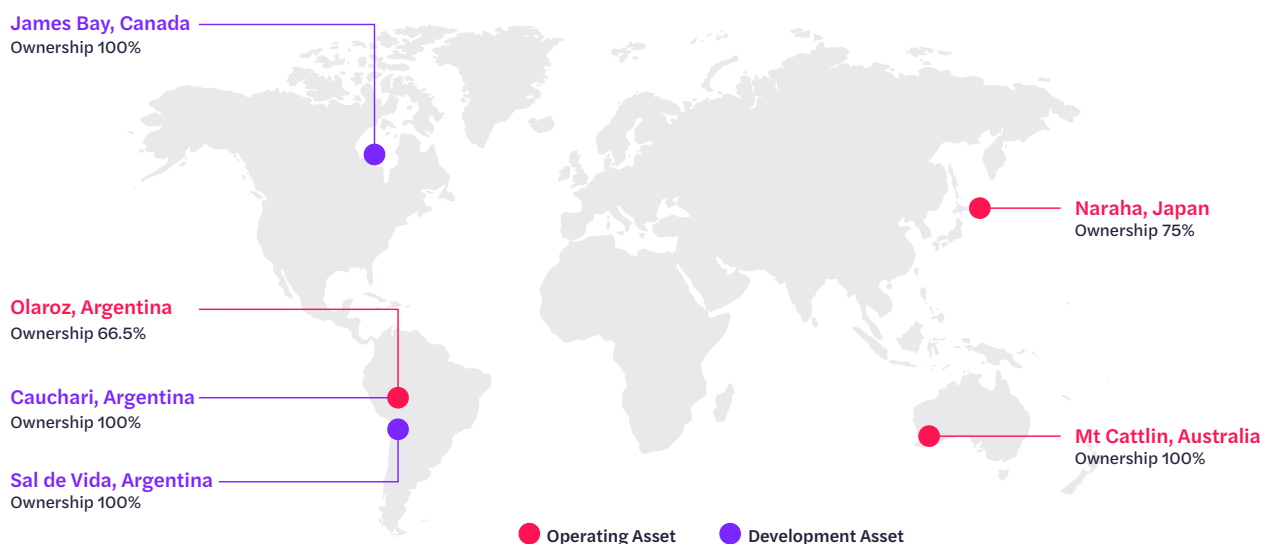 James Bay, Canada
Ownership 100%
Naraha, Japan
Ownership 75%
Olaroz, Argentina
Ownership 66.5%
Cauchari, Argentina
Ownership 100%
Mt Cattlin, Australia
Ownership 100%
Sal de Vida, Argentina
Ownership 100%
Operating Asset
Development Asset